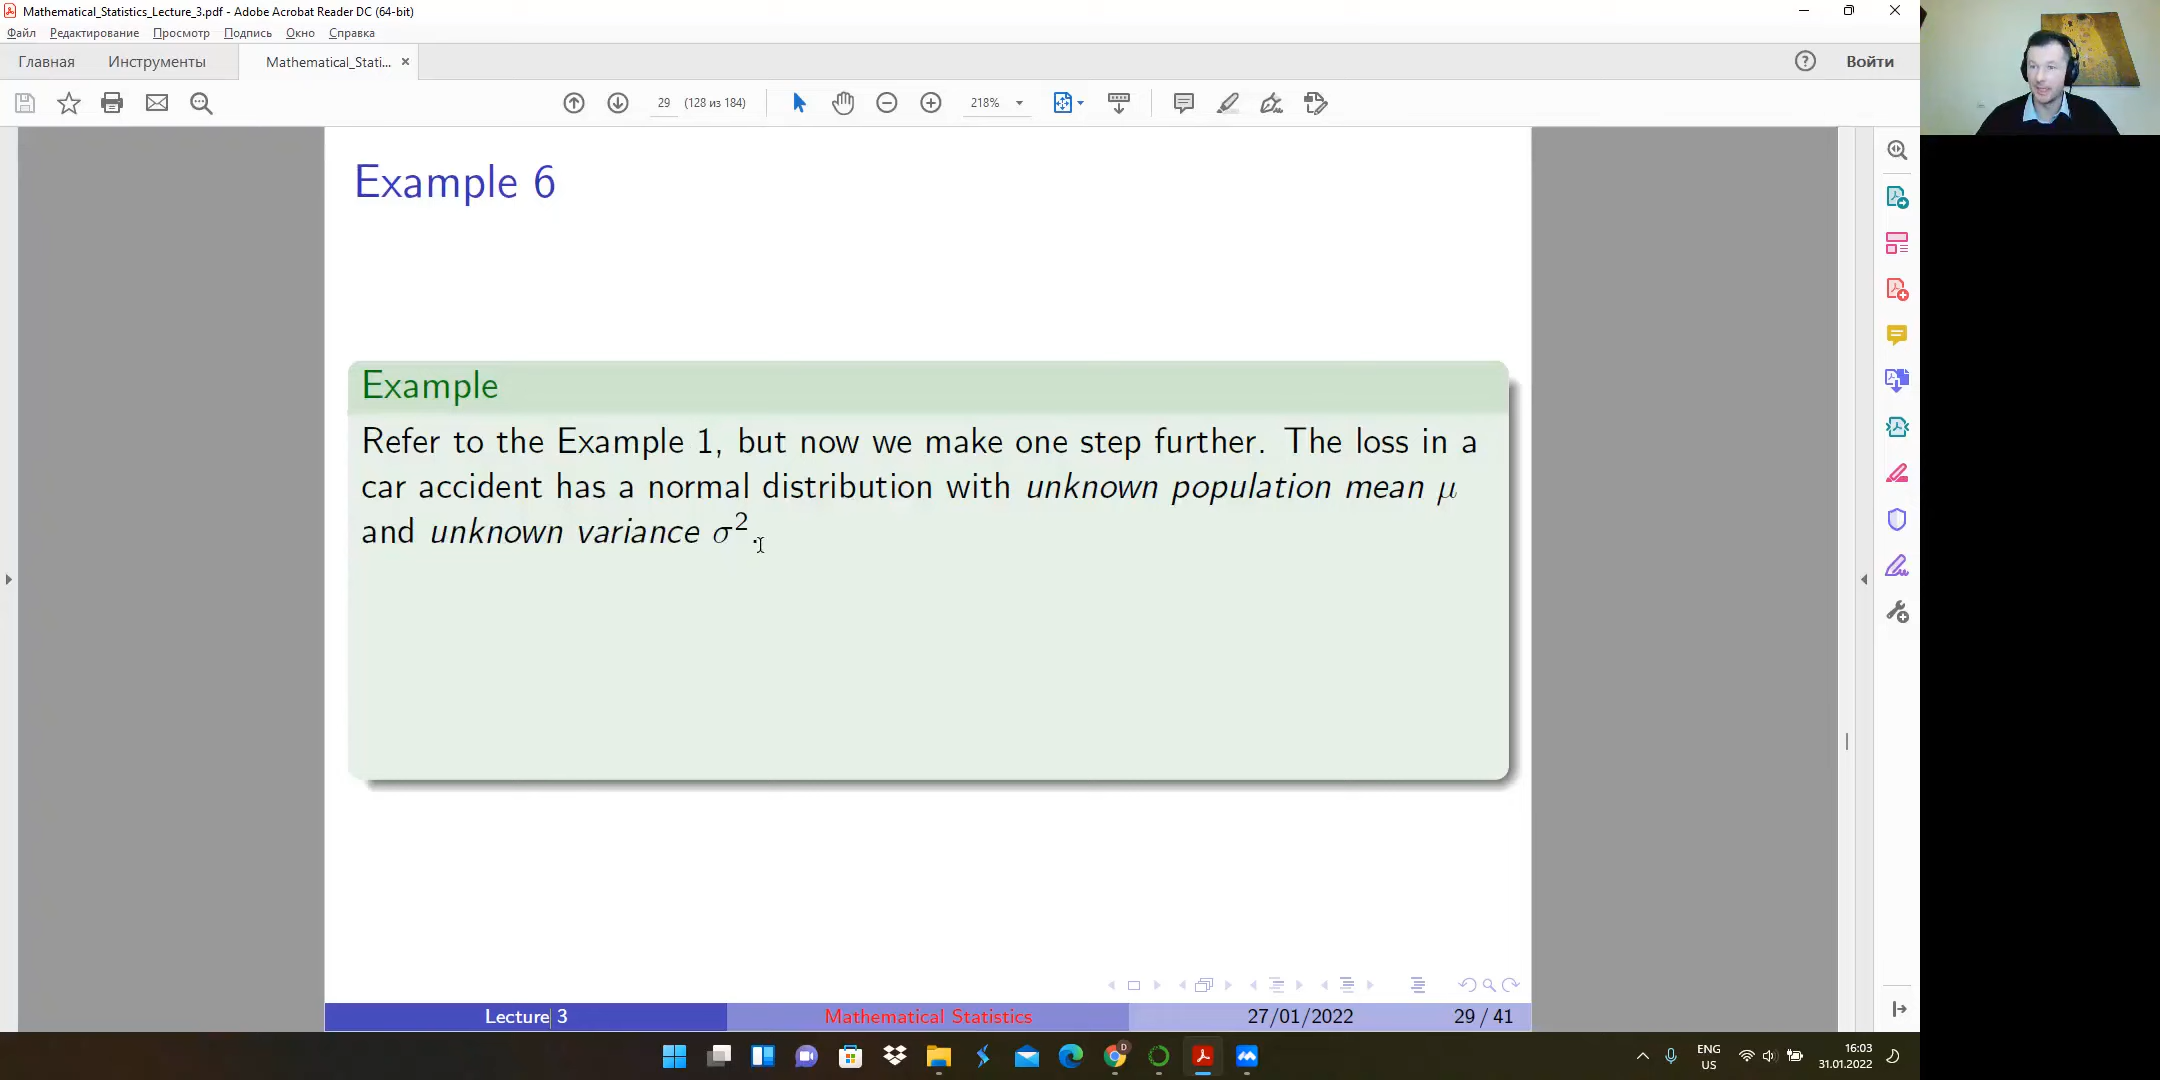 Mathematical_Statistics_Lecture_3.pdf - Adobe Acrobat Reader DC (64-bit)
Файл Редактирование Просмотр Подпись Окно Справка
Главная Инструменты Mathematical_Stati... × Войти
29 (128 из 184) 218%
Example 6
Example
Refer to the Example 1, but now we make one step further. The loss in a
car accident has a normal distribution with unknown population mean μ
and unknown variance σ².
Lecture 3 Mathematical Statistics 27/01/2022 29 / 41
ENG 16:03
US 31.01.2022